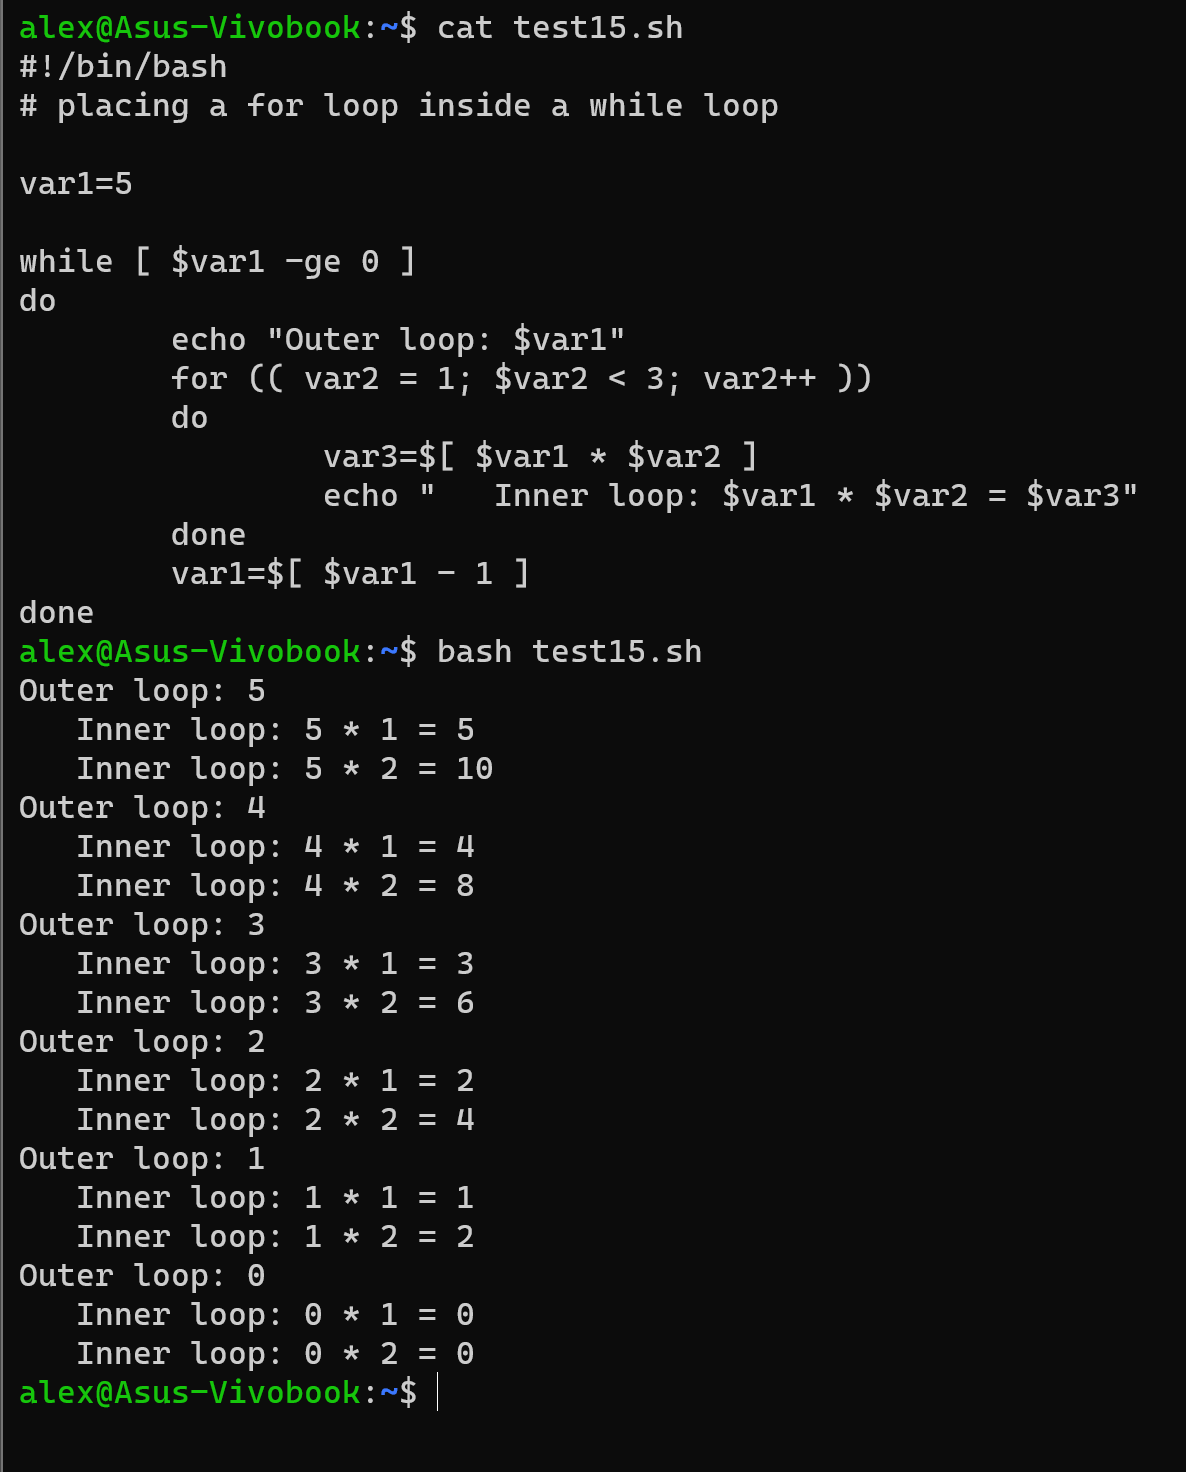 alex@Asus-Vivobook:~$ cat test15.sh
#!/bin/bash
# placing a for loop inside a while loop

var1=5

while [ $var1 -ge 0 ]
do
        echo "Outer loop: $var1"
        for (( var2 = 1; $var2 < 3; var2++ ))
        do
                var3=$[ $var1 * $var2 ]
                echo "   Inner loop: $var1 * $var2 = $var3"
        done
        var1=$[ $var1 - 1 ]
done
alex@Asus-Vivobook:~$ bash test15.sh
Outer loop: 5
   Inner loop: 5 * 1 = 5
   Inner loop: 5 * 2 = 10
Outer loop: 4
   Inner loop: 4 * 1 = 4
   Inner loop: 4 * 2 = 8
Outer loop: 3
   Inner loop: 3 * 1 = 3
   Inner loop: 3 * 2 = 6
Outer loop: 2
   Inner loop: 2 * 1 = 2
   Inner loop: 2 * 2 = 4
Outer loop: 1
   Inner loop: 1 * 1 = 1
   Inner loop: 1 * 2 = 2
Outer loop: 0
   Inner loop: 0 * 1 = 0
   Inner loop: 0 * 2 = 0
alex@Asus-Vivobook:~$